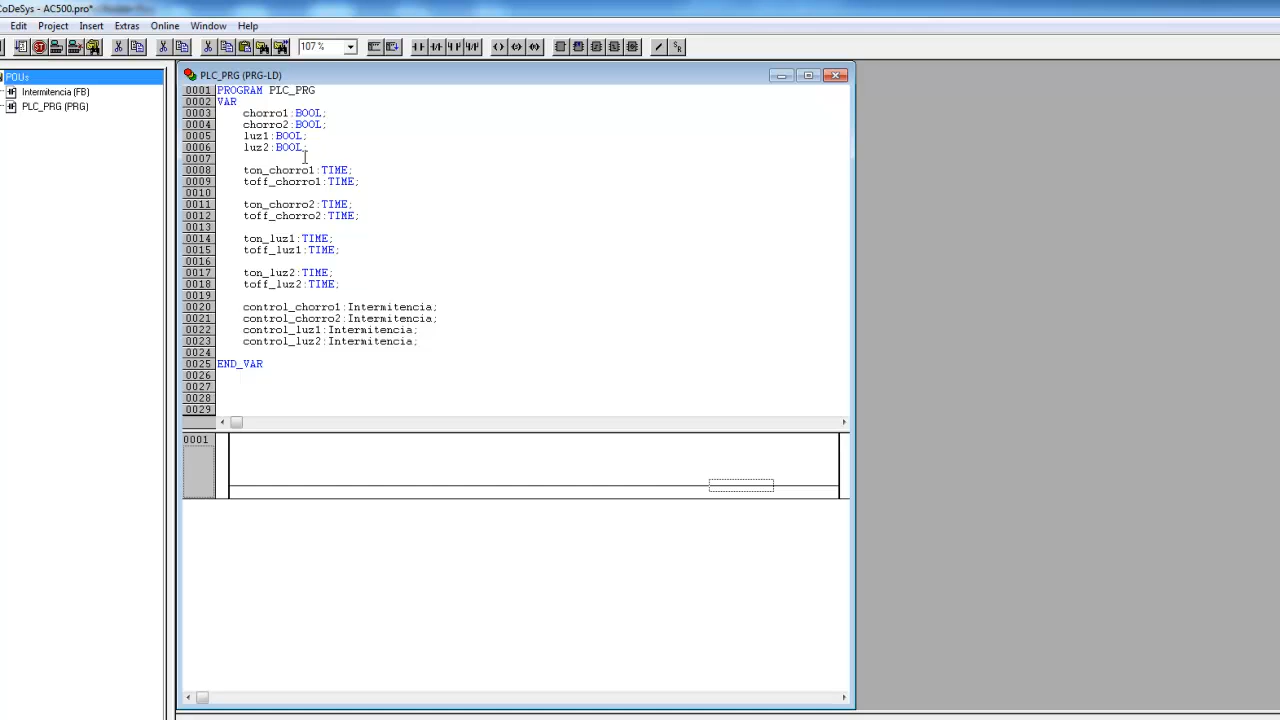 CoDeSys - AC500.pro*
Edit Project Insert Extras Online Window Help
107 %
POUs
Intermitencia (FB)
PLC_PRG (PRG)
PLC_PRG (PRG-LD)
0001 PROGRAM PLC_PRG
0002 VAR
0003 chorro1:BOOL;
0004 chorro2:BOOL;
0005 luz1:BOOL;
0006 luz2:BOOL;
0007
0008 ton_chorro1:TIME;
0009 toff_chorro1:TIME;
0010
0011 ton_chorro2:TIME;
0012 toff_chorro2:TIME;
0013
0014 ton_luz1:TIME;
0015 toff_luz1:TIME;
0016
0017 ton_luz2:TIME;
0018 toff_luz2:TIME;
0019
0020 control_chorro1:Intermitencia;
0021 control_chorro2:Intermitencia;
0022 control_luz1:Intermitencia;
0023 control_luz2:Intermitencia;
0024
0025 END_VAR
0026
0027
0028
0029
0001